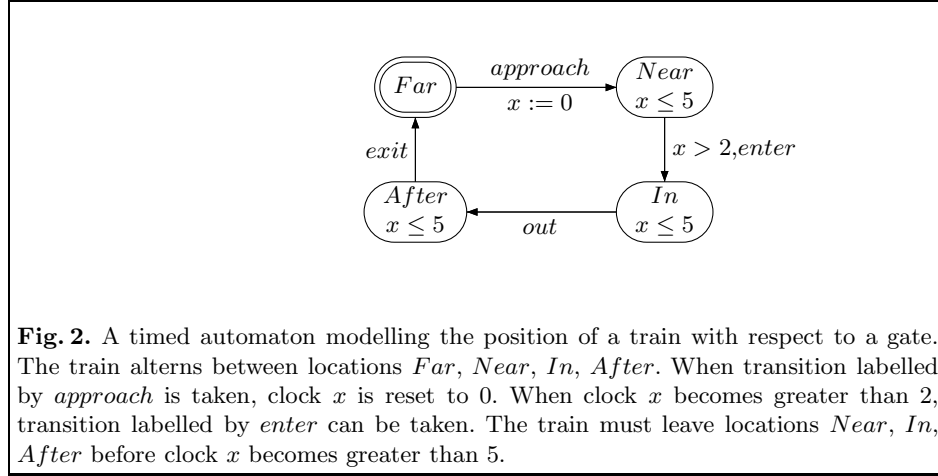 Far
approach
x := 0
Near
x ≤ 5
exit
x > 2,enter
After
x ≤ 5
out
In
x ≤ 5
Fig. 2. A timed automaton modelling the position of a train with respect to a gate.
The train alterns between locations Far, Near, In, After. When transition labelled
by approach is taken, clock x is reset to 0. When clock x becomes greater than 2,
transition labelled by enter can be taken. The train must leave locations Near, In,
After before clock x becomes greater than 5.